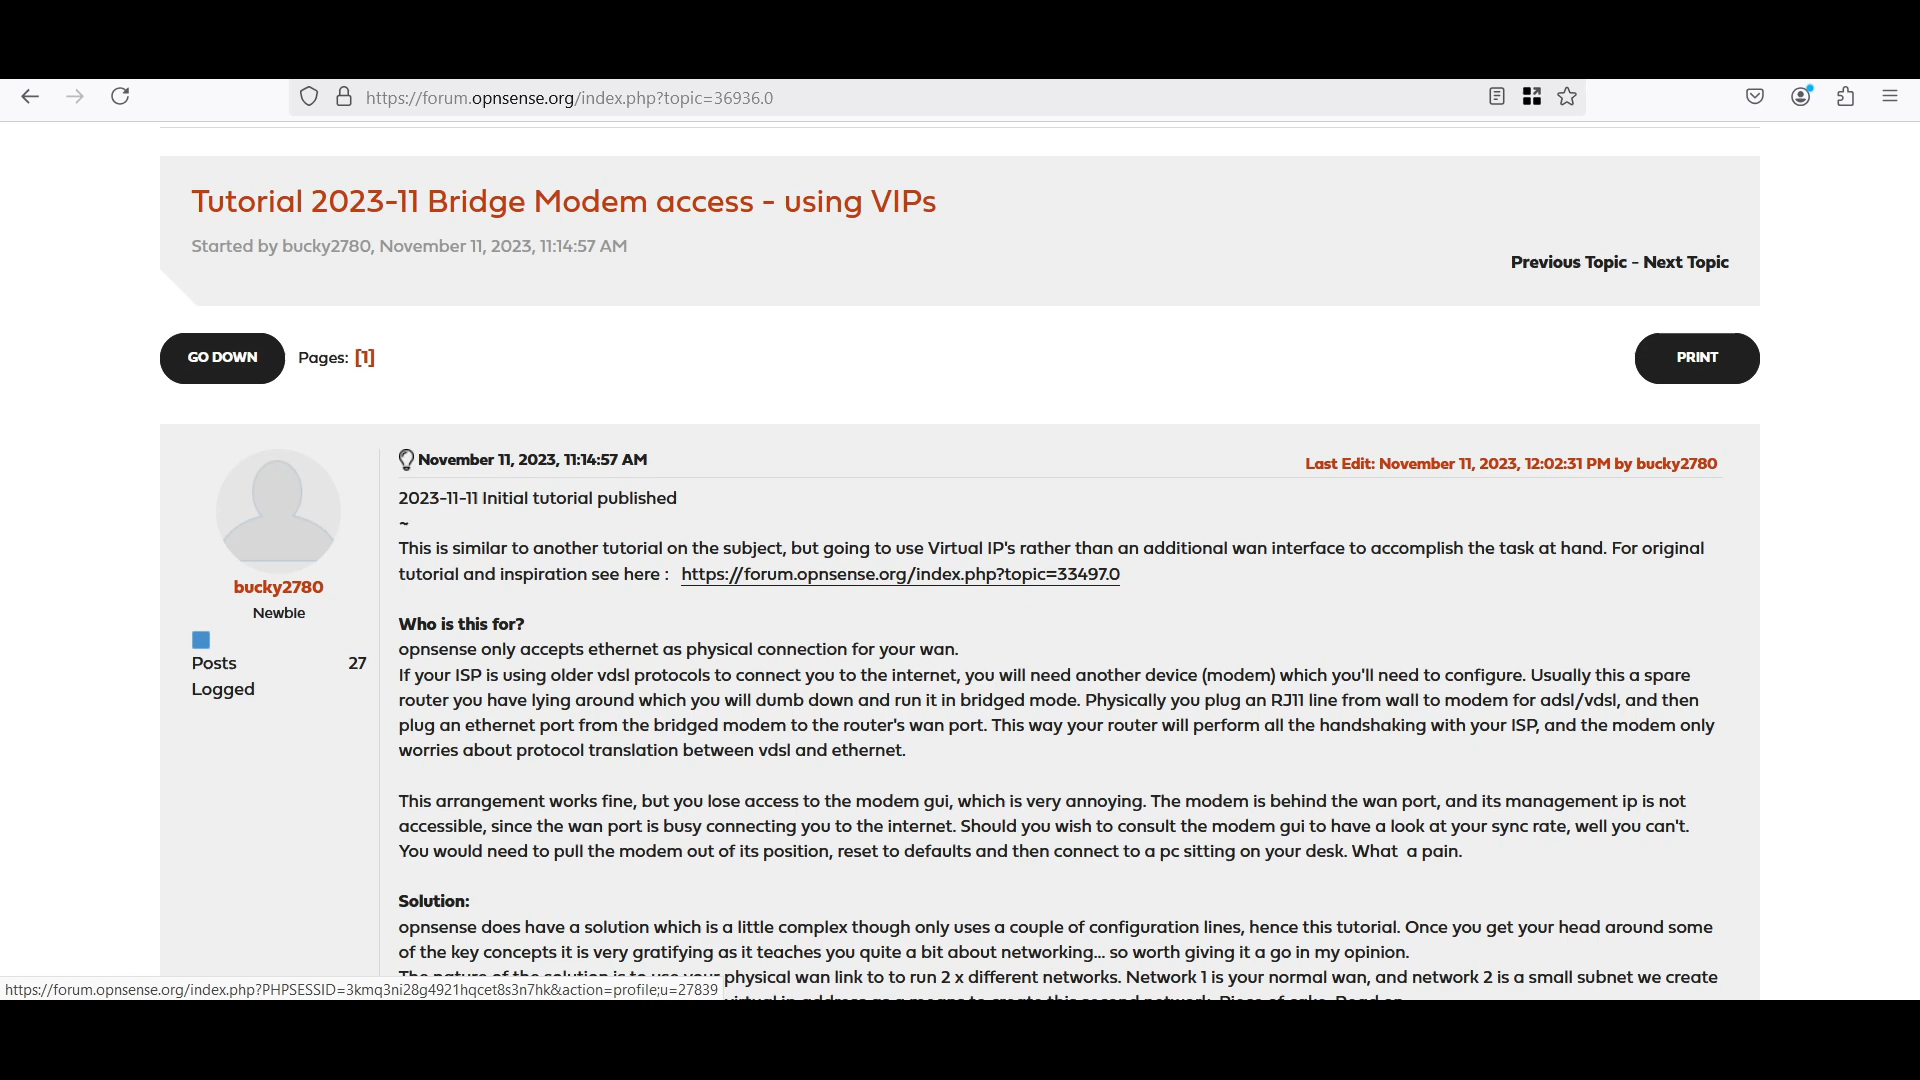 https://forum.opnsense.org/index.php?topic=36936.0
Tutorial 2023-11 Bridge Modem access - using VIPs
Started by bucky2780, November 11, 2023, 11:14:57 AM
Previous Topic - Next Topic
GO DOWN Pages: [1]
PRINT
November 11, 2023, 11:14:57 AM
Last Edit: November 11, 2023, 12:02:31 PM by bucky2780
bucky2780
Newbie
Posts 27
Logged
2023-11-11 Initial tutorial published
~
This is similar to another tutorial on the subject, but going to use Virtual IP's rather than an additional wan interface to accomplish the task at hand. For original
tutorial and inspiration see here : https://forum.opnsense.org/index.php?topic=33497.0
Who is this for?
opnsense only accepts ethernet as physical connection for your wan.
If your ISP is using older vdsl protocols to connect you to the internet, you will need another device (modem) which you'll need to configure. Usually this a spare
router you have lying around which you will dumb down and run it in bridged mode. Physically you plug an RJ11 line from wall to modem for adsl/vdsl, and then
plug an ethernet port from the bridged modem to the router's wan port. This way your router will perform all the handshaking with your ISP, and the modem only
worries about protocol translation between vdsl and ethernet.
This arrangement works fine, but you lose access to the modem gui, which is very annoying. The modem is behind the wan port, and its management ip is not
accessible, since the wan port is busy connecting you to the internet. Should you wish to consult the modem gui to have a look at your sync rate, well you can't.
You would need to pull the modem out of its position, reset to defaults and then connect to a pc sitting on your desk. What a pain.
Solution:
opnsense does have a solution which is a little complex though only uses a couple of configuration lines, hence this tutorial. Once you get your head around some
of the key concepts it is very gratifying as it teaches you quite a bit about networking... so worth giving it a go in my opinion.
The nature of the solution is to use your physical wan link to to run 2 x different networks. Network 1 is your normal wan, and network 2 is a small subnet we create
https://forum.opnsense.org/index.php?PHPSESSID=3kmq3ni28g4921hqcet8s3n7hk&action=profile;u=27839